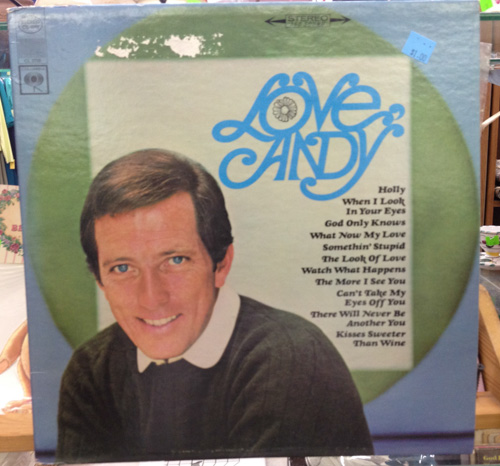 STEREO
LOVE,
ANDY
Holly
When I Look
In Your Eyes
God Only Knows
What Now My Love
Somethin' Stupid
The Look Of Love
Watch What Happens
The More I See You
Can't Take My
Eyes Off You
There Will Never Be
Another You
Kisses Sweeter
Than Wine